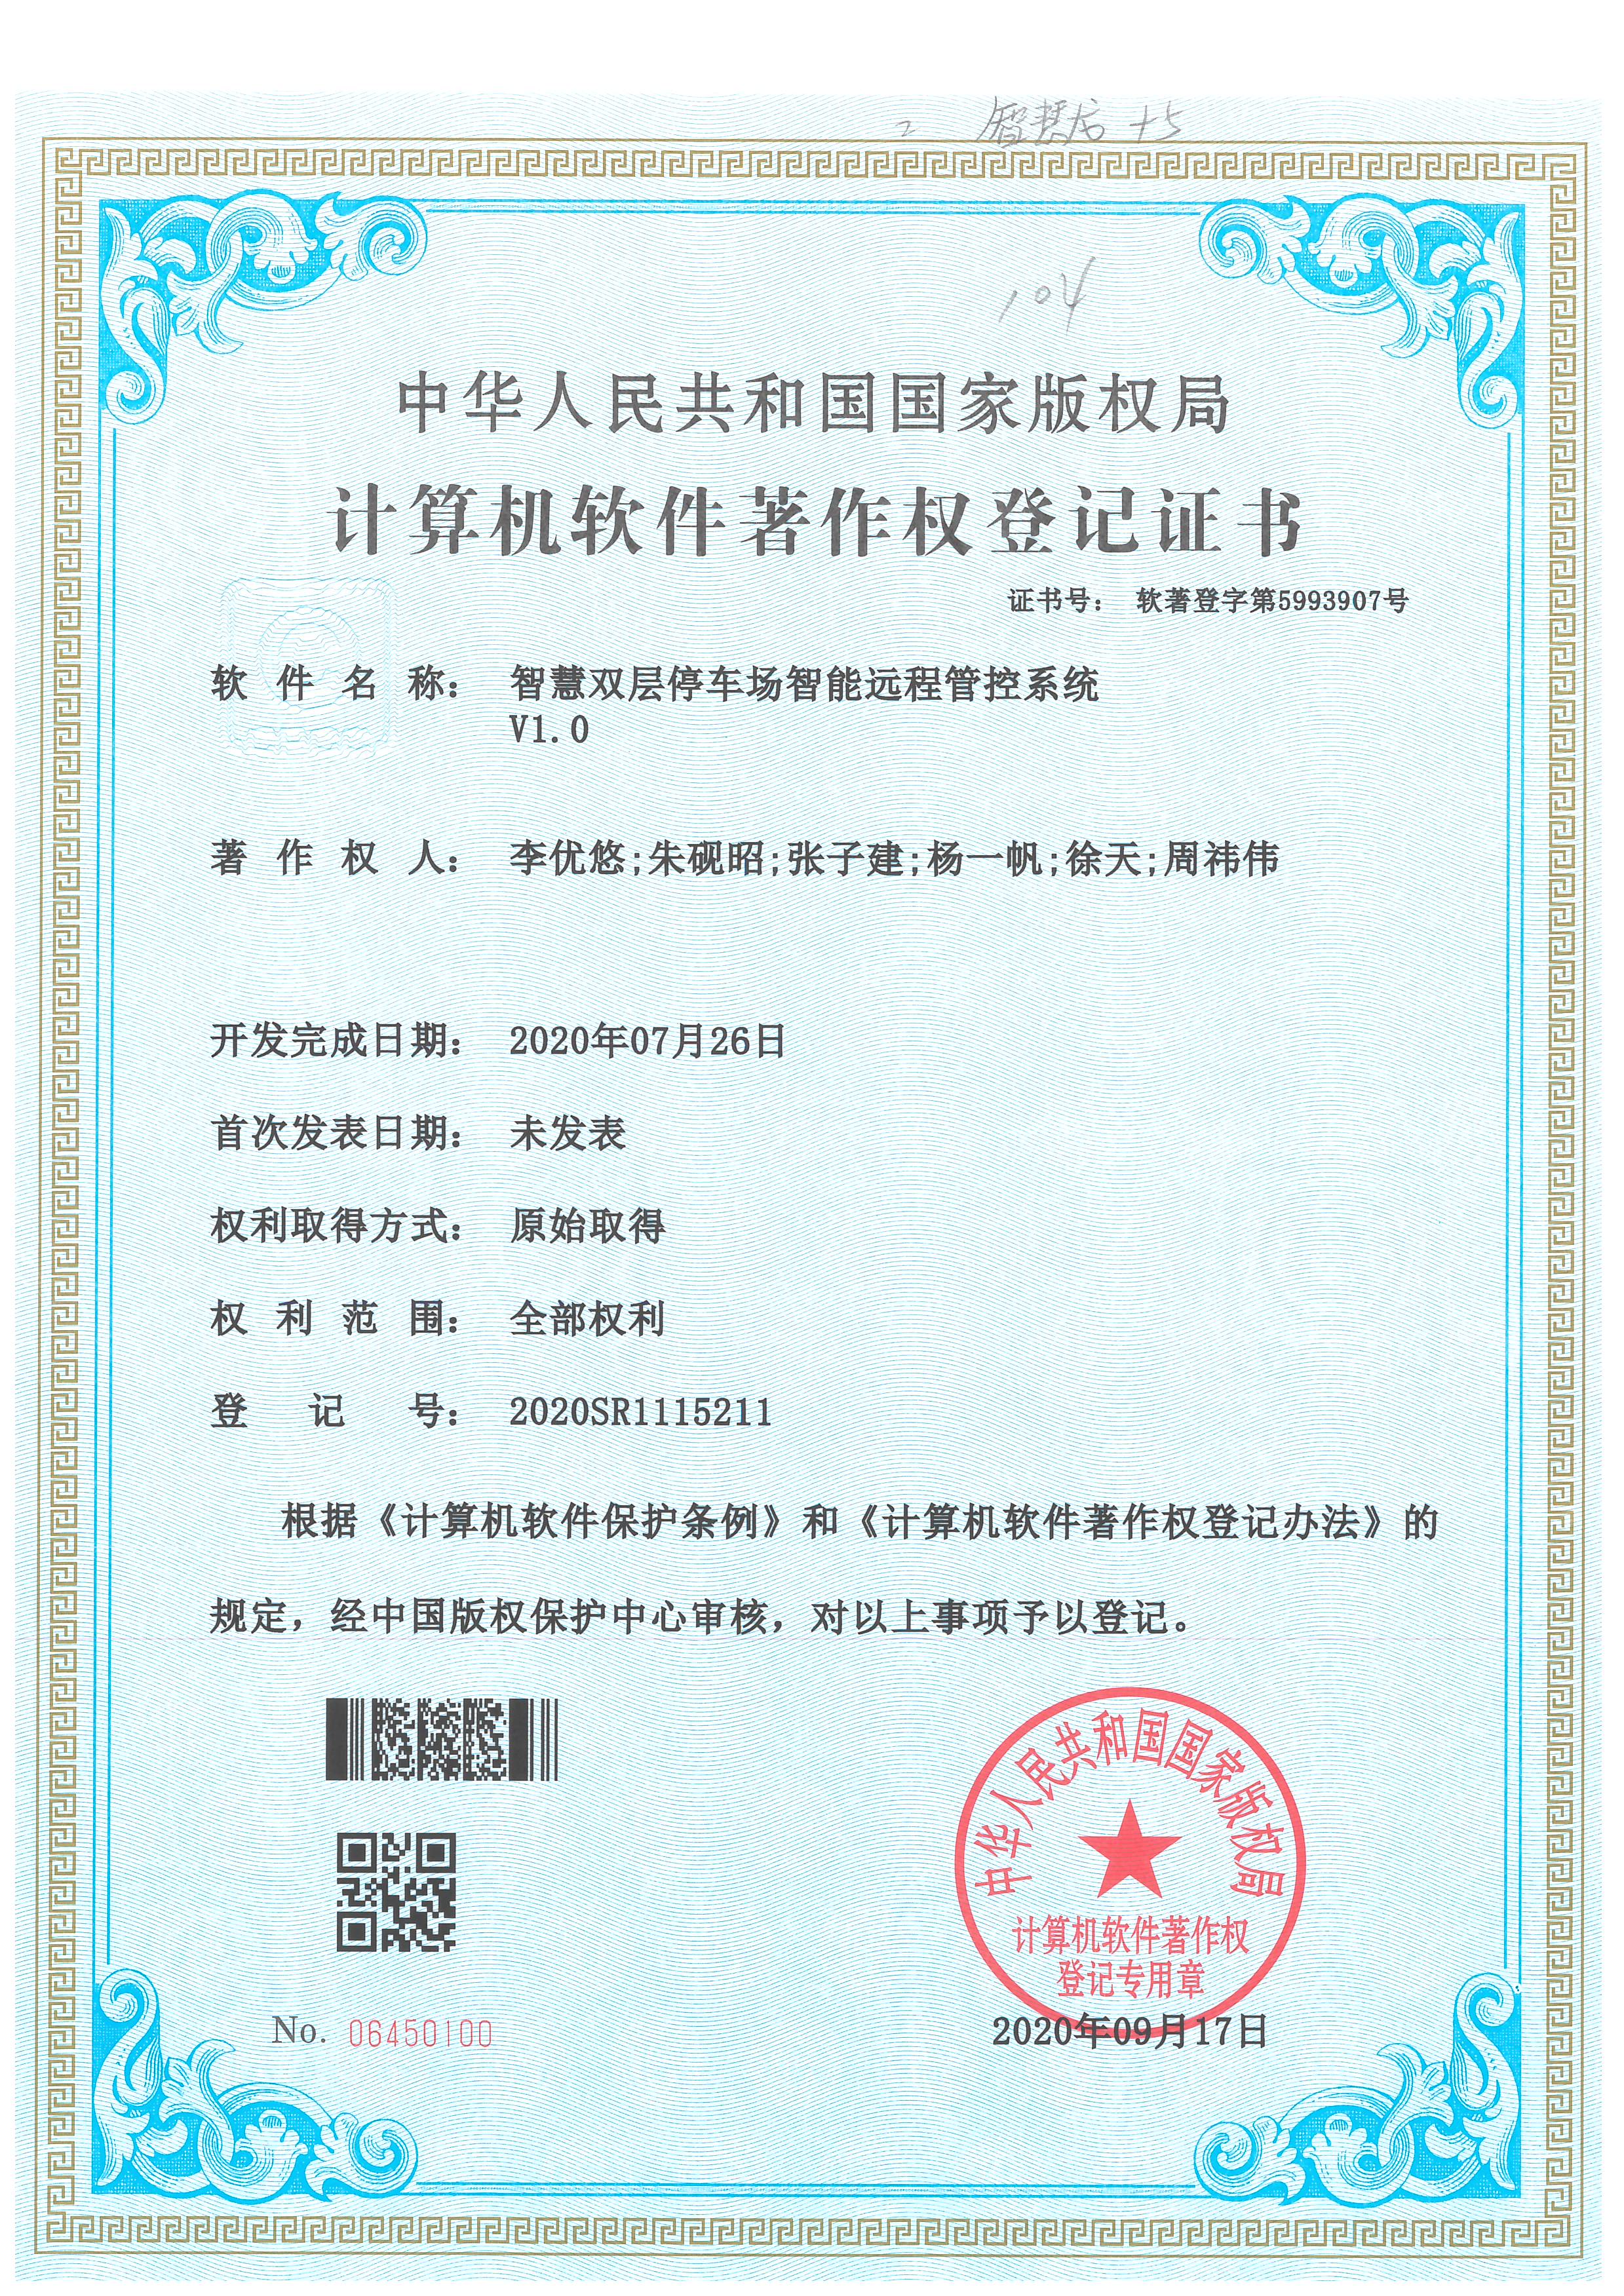 智慧龙 +5
104
中华人民共和国国家版权局
计算机软件著作权登记证书
证书号： 软著登字第5993907号
软件名称： 智慧双层停车场智能远程管控系统
V1.0
著作权人： 李优悠;朱砚昭;张子建;杨一帆;徐天;周祎伟
开发完成日期： 2020年07月26日
首次发表日期： 未发表
权利取得方式： 原始取得
权利范围： 全部权利
登记号： 2020SR1115211
根据《计算机软件保护条例》和《计算机软件著作权登记办法》的
规定，经中国版权保护中心审核，对以上事项予以登记。
中华人民共和国国家版权局
计算机软件著作权
登记专用章
No. 06450100
2020年09月17日